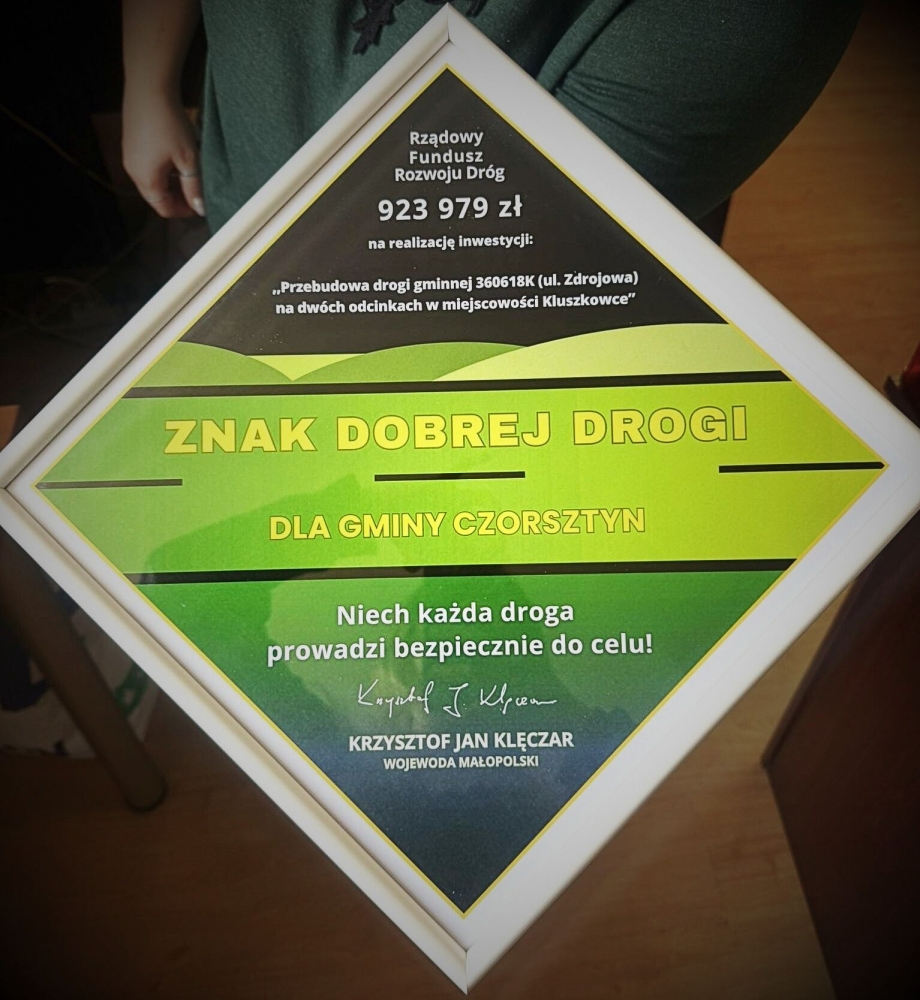 Rządowy
Fundusz
Rozwoju Dróg
923 979 zł
na realizację inwestycji:
„Przebudowa drogi gminnej 360618K (ul. Zdrojowa)
na dwóch odcinkach w miejscowości Kluszkowce”
ZNAK DOBREJ DROGI
DLA GMINY CZORSZTYN
Niech każda droga
prowadzi bezpiecznie do celu!
Krzysztof J. Klęczar
KRZYSZTOF JAN KLĘCZAR
WOJEWODA MAŁOPOLSKI